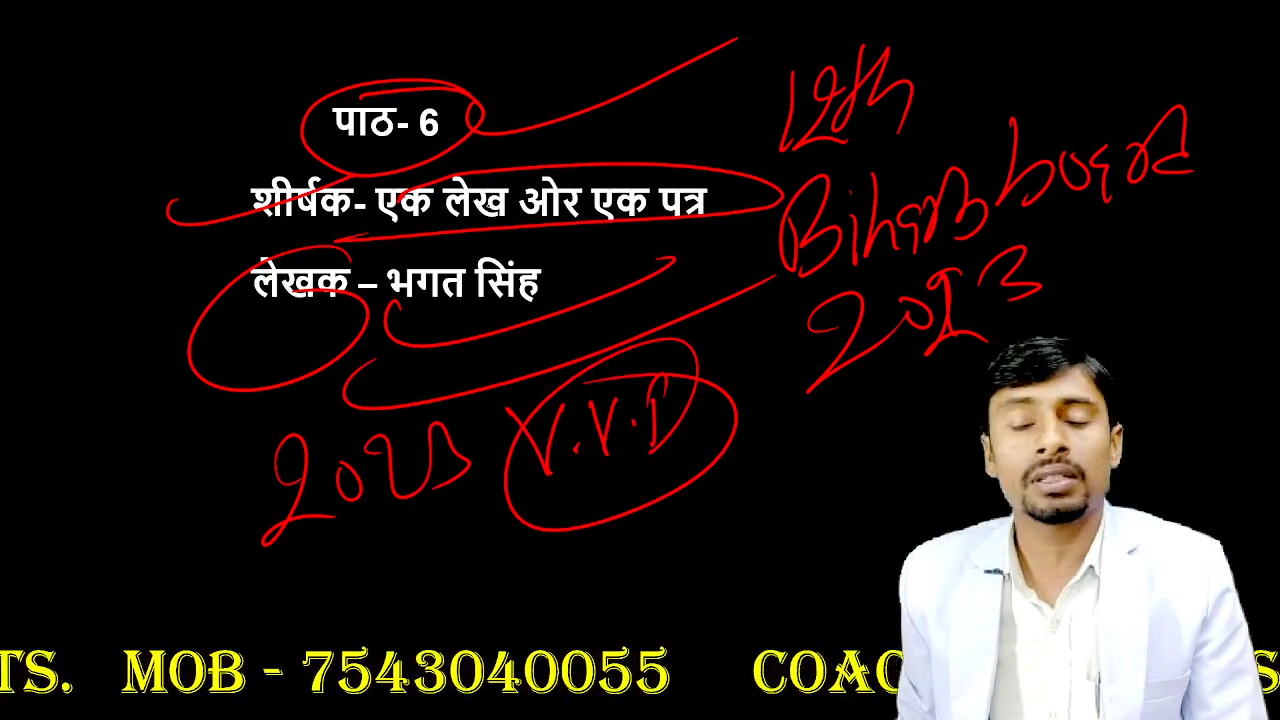 पाठ- 6
शीर्षक- एक लेख ओर एक पत्र
लेखक – भगत सिंह
12th
Bihar board
2023
2023 V.V.I
TS. MOB - 7543040055 COAC S